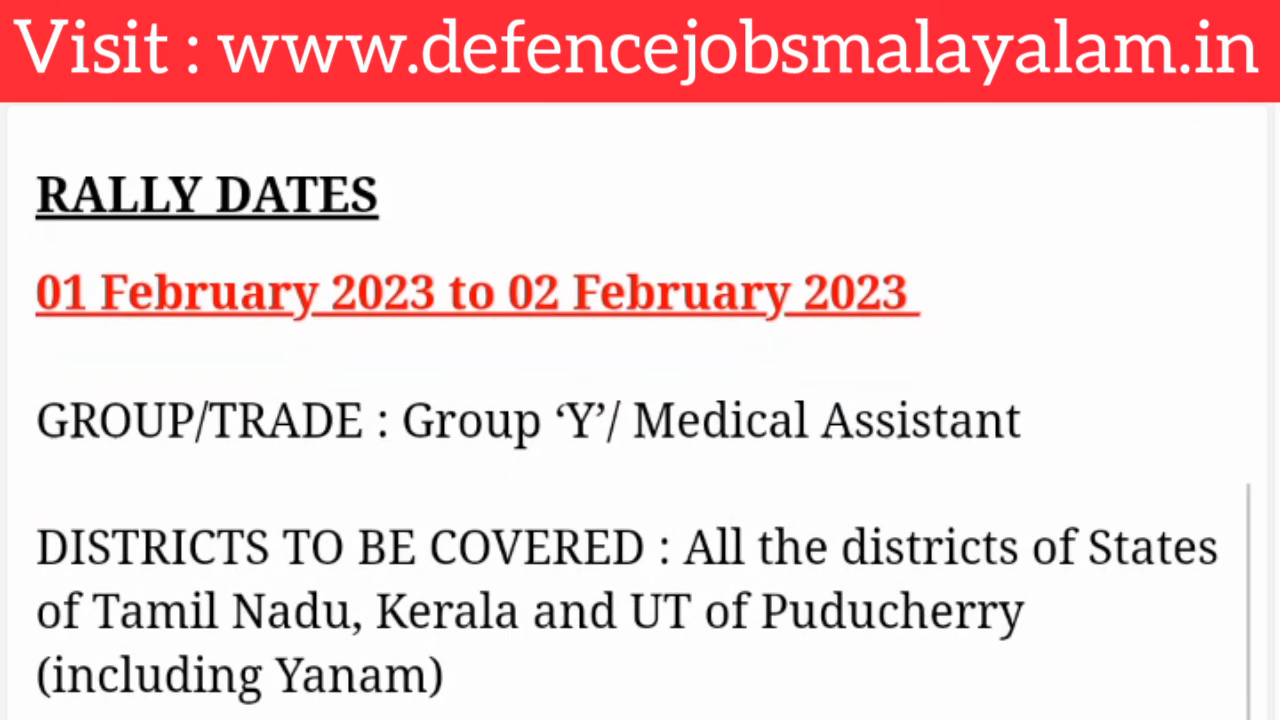 Visit : www.defencejobsmalayalam.in
RALLY DATES
01 February 2023 to 02 February 2023
GROUP/TRADE : Group ‘Y’/ Medical Assistant
DISTRICTS TO BE COVERED : All the districts of States
of Tamil Nadu, Kerala and UT of Puducherry
(including Yanam)